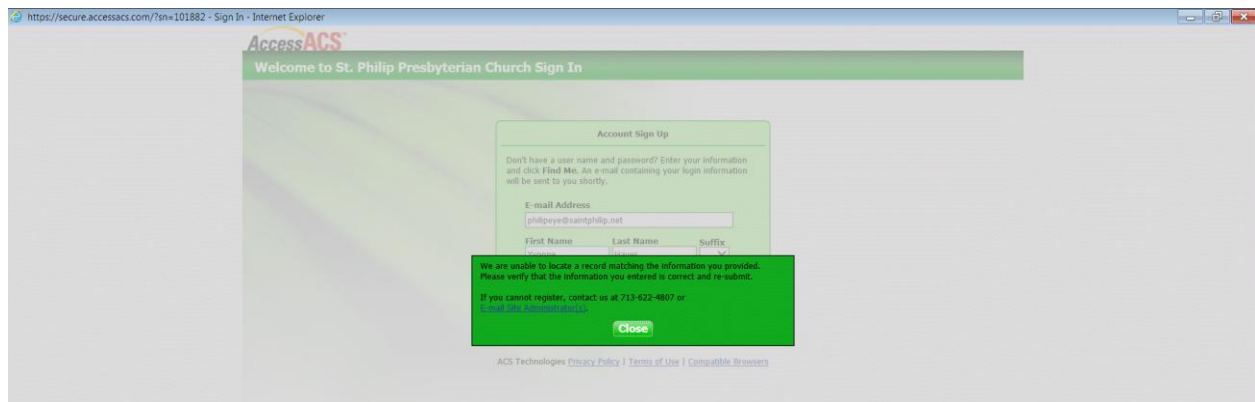 https://secure.accessacs.com/?sn=101882 - Sign In - Internet Explorer
AccessACS
Welcome to St. Philip Presbyterian Church Sign In
Account Sign Up
Don't have a user name and password? Enter your information
and click Find Me. An e-mail containing your login information
will be sent to you shortly.
E-mail Address
philipeye@saintphilip.net
First Name Last Name Suffix
We are unable to locate a record matching the information you provided.
Please verify that the information you entered is correct and re-submit.
If you cannot register, contact us at 713-622-4807 or
E-mail Site Administrator(s).
Close
ACS Technologies Privacy Policy | Terms of Use | Compatible Browsers